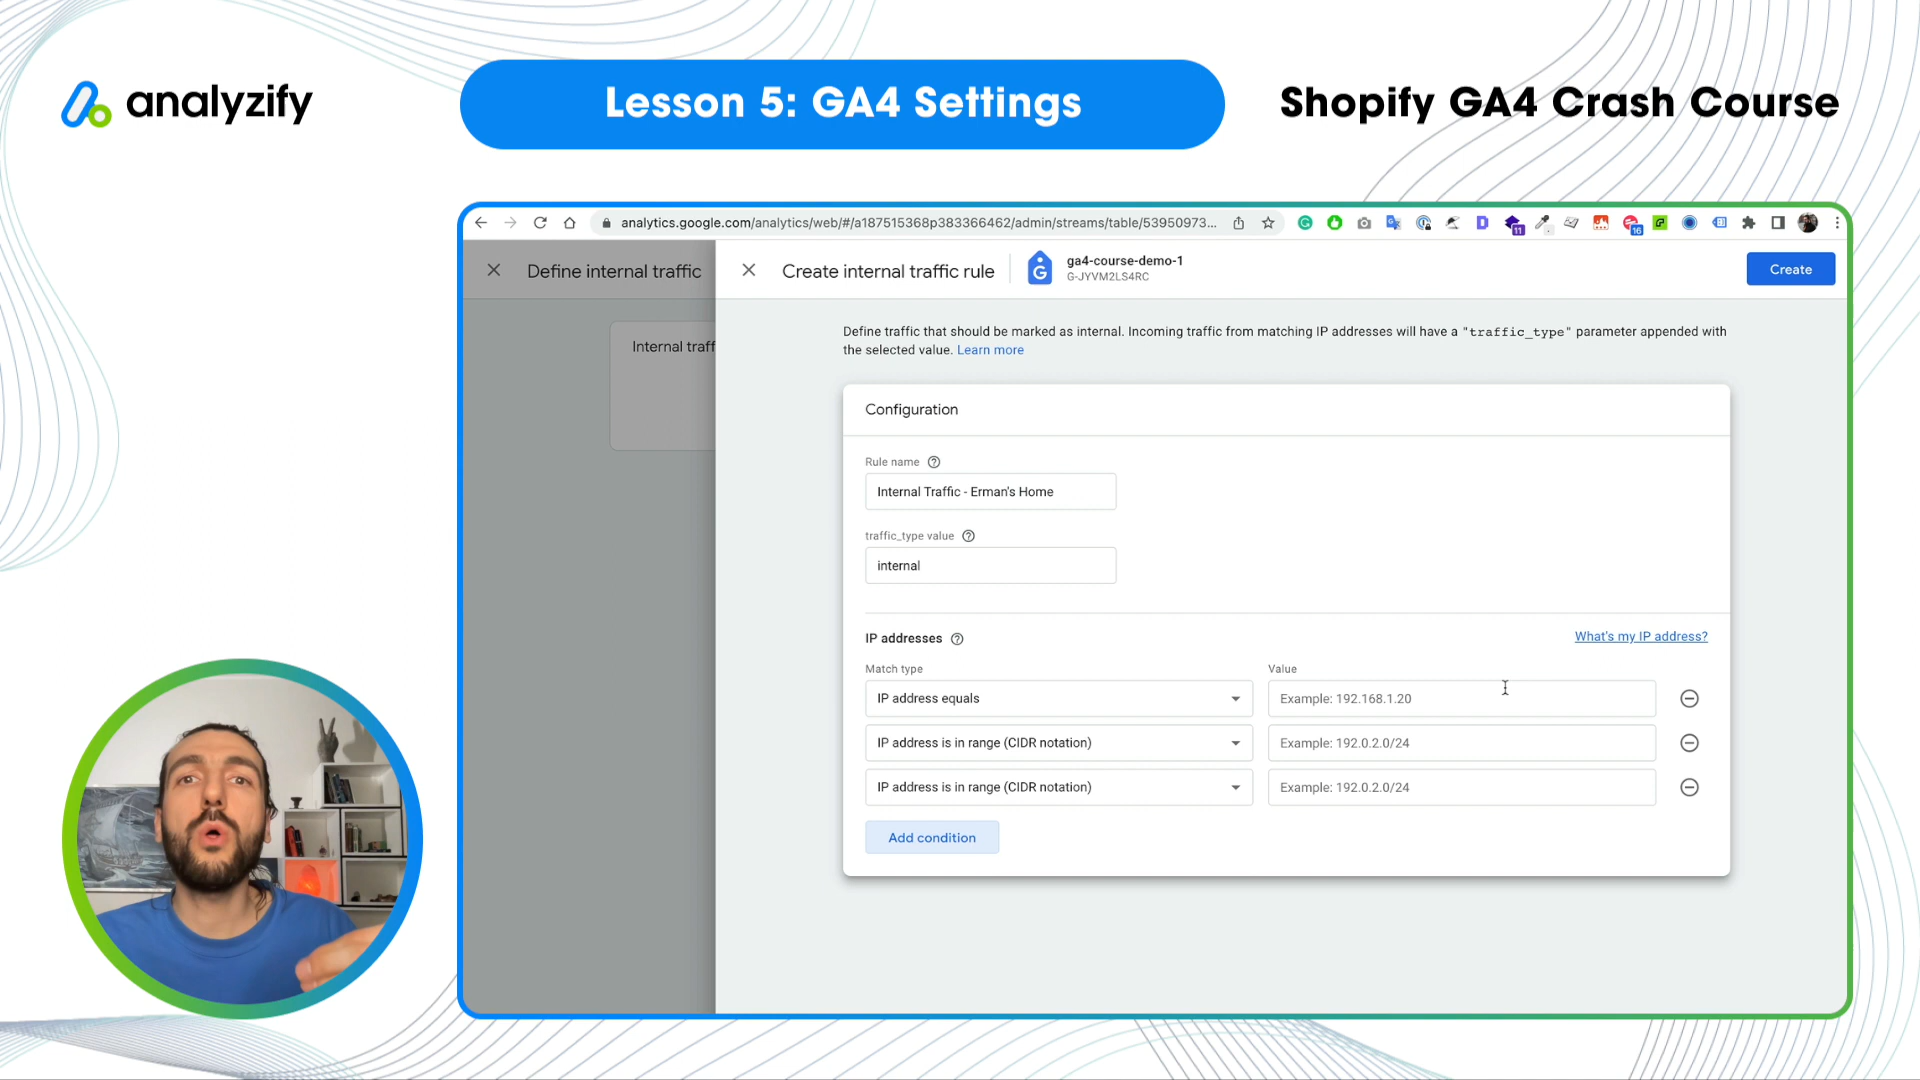 analyzify
Lesson 5: GA4 Settings
Shopify GA4 Crash Course
analytics.google.com/analytics/web/#/a187515368p383366462/admin/streams/table/53950973...
11
16
Define internal traffic
Create internal traffic rule
ga4-course-demo-1
G-JYVM2LS4RC
Create
Internal traff
Define traffic that should be marked as internal. Incoming traffic from matching IP addresses will have a "traffic_type" parameter appended with
the selected value. Learn more
Configuration
Rule name
Internal Traffic - Erman's Home
traffic_type value
internal
IP addresses
What's my IP address?
Match type
Value
IP address equals
Example: 192.168.1.20
IP address is in range (CIDR notation)
Example: 192.0.2.0/24
IP address is in range (CIDR notation)
Example: 192.0.2.0/24
Add condition